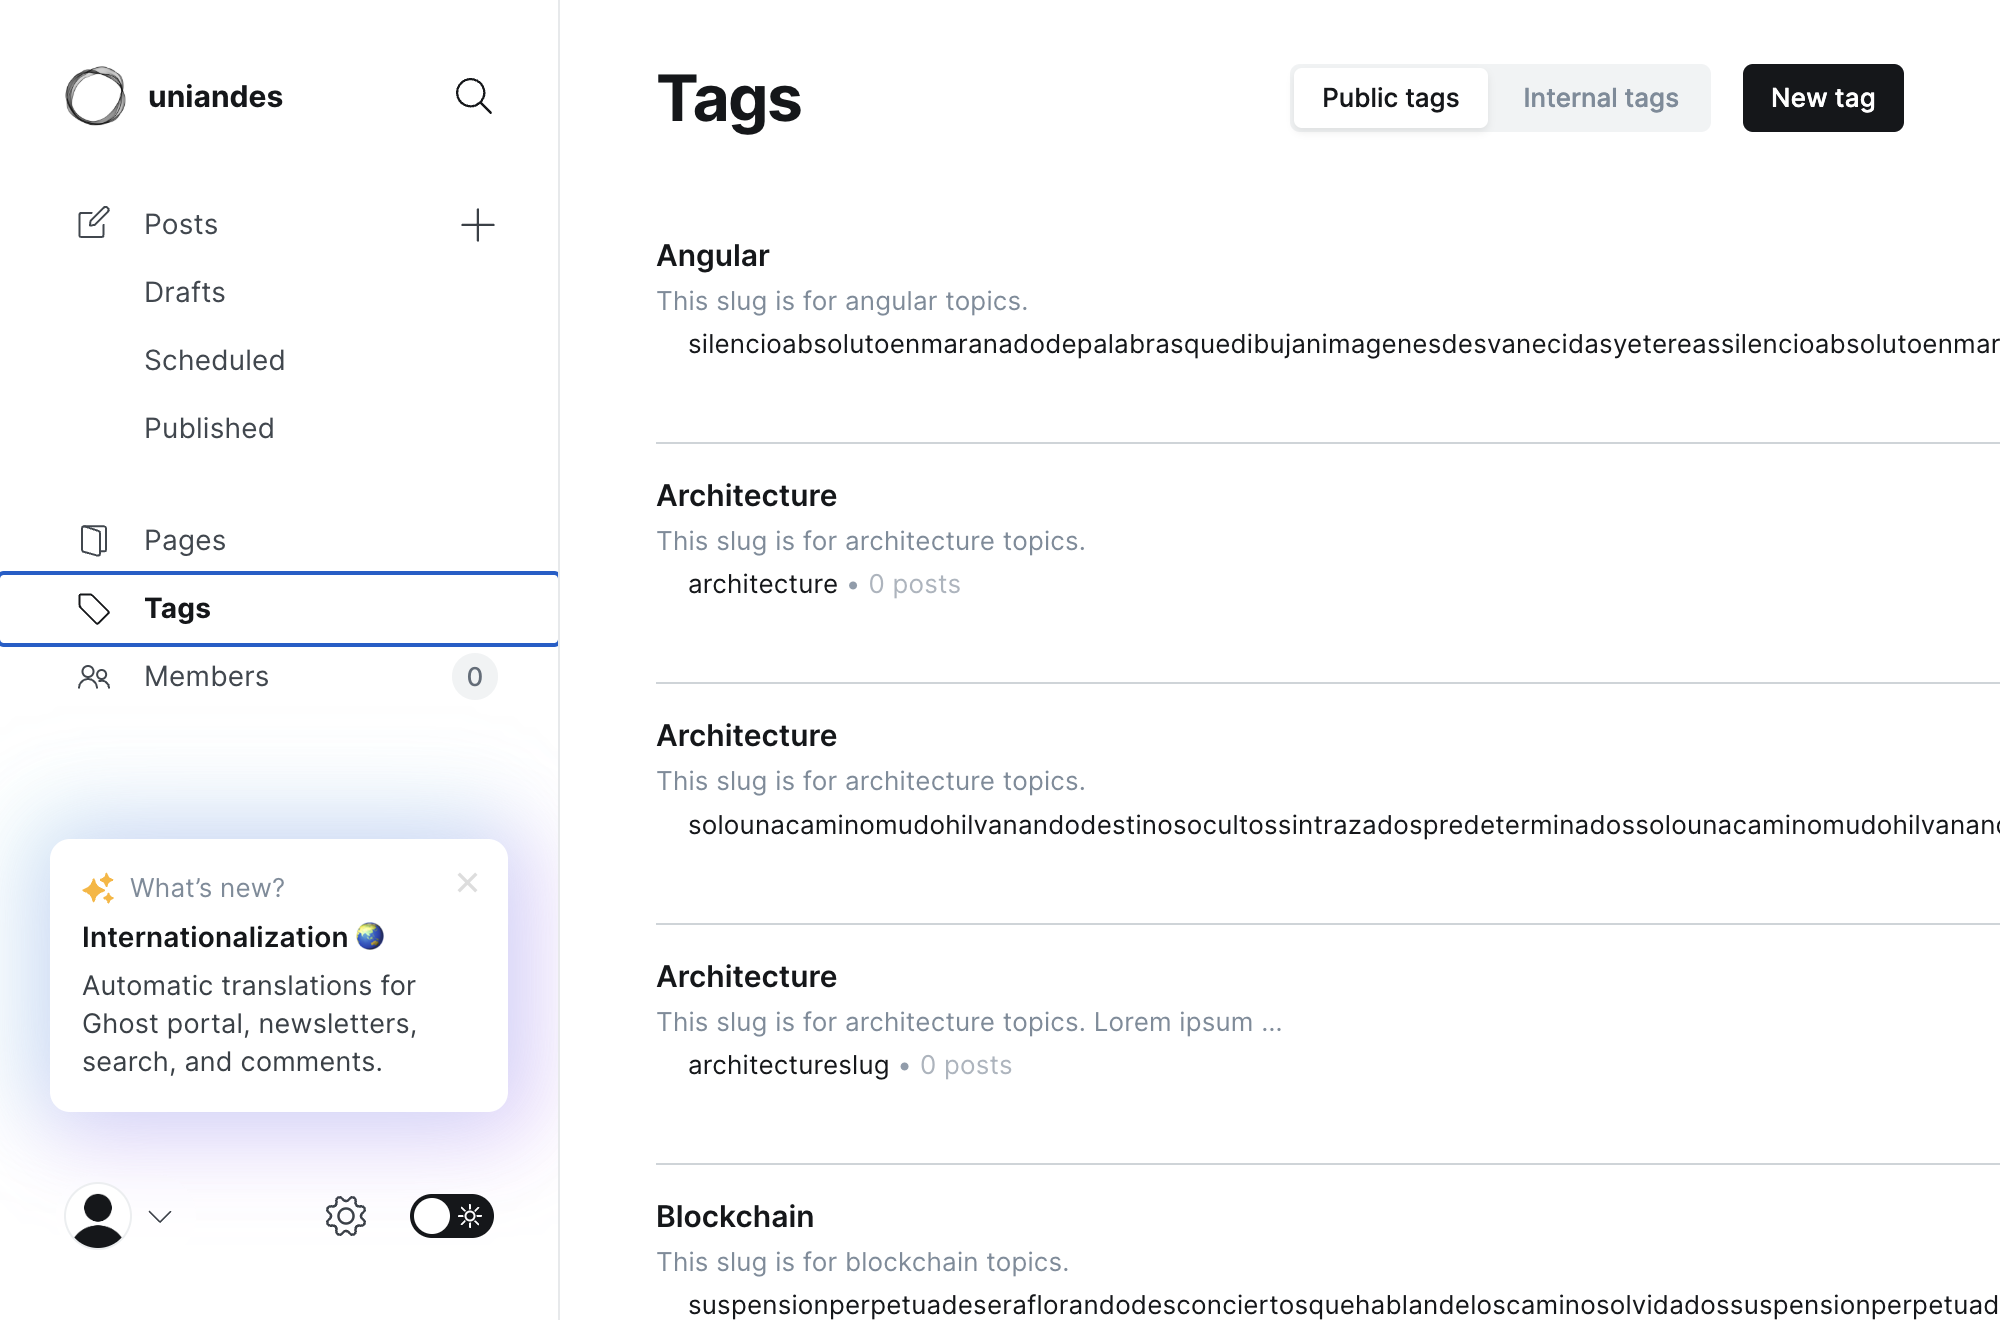 uniandes
Posts
Drafts
Scheduled
Published
Pages
Tags
Members
0
What's new?
Internationalization
Automatic translations for
Ghost portal, newsletters,
search, and comments.
Tags
Public tags
Internal tags
New tag
Angular
This slug is for angular topics.
silencioabsolutoenmaranadodepalabrasquedibujanimagenesdesvanecidasyetereassilencioabsolutoenmar
Architecture
This slug is for architecture topics.
architecture • 0 posts
Architecture
This slug is for architecture topics.
solounacaminomudohilvanandodestinosocultossintrazadospredeterminadossolounacaminomudohilvanand
Architecture
This slug is for architecture topics. Lorem ipsum ...
architectureslug • 0 posts
Blockchain
This slug is for blockchain topics.
suspensionperpetuadeseraflorandodesconciertosquehablandeloscaminosolvidadossuspensionperpetuad